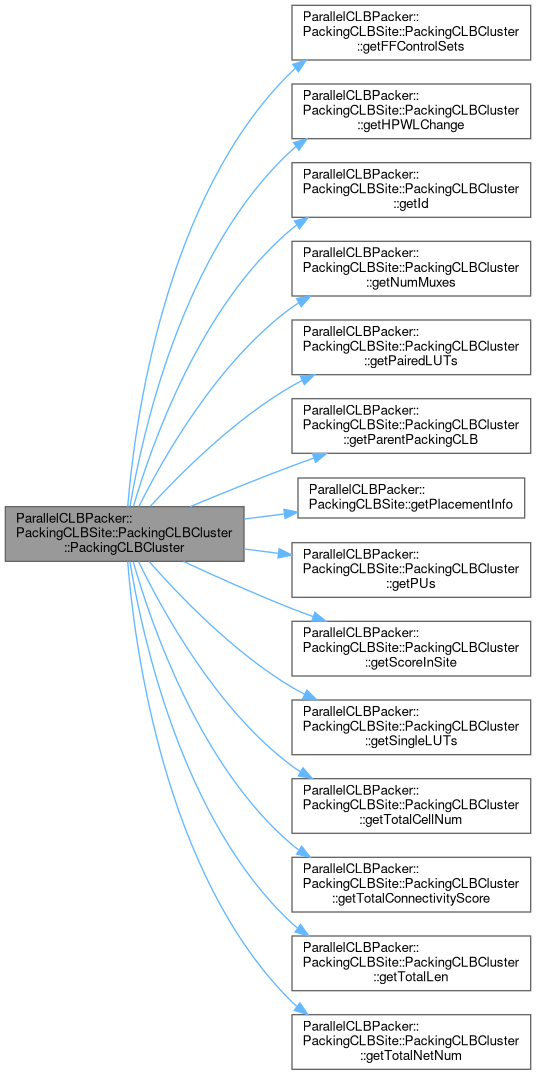 ParallelCLBPacker::
PackingCLBSite::PackingCLBCluster
::getFFControlSets
ParallelCLBPacker::
PackingCLBSite::PackingCLBCluster
::getHPWLChange
ParallelCLBPacker::
PackingCLBSite::PackingCLBCluster
::getId
ParallelCLBPacker::
PackingCLBSite::PackingCLBCluster
::getNumMuxes
ParallelCLBPacker::
PackingCLBSite::PackingCLBCluster
::getPairedLUTs
ParallelCLBPacker::
PackingCLBSite::PackingCLBCluster
::getParentPackingCLB
ParallelCLBPacker::
PackingCLBSite::getPlacementInfo
ParallelCLBPacker::
PackingCLBSite::PackingCLBCluster
::PackingCLBCluster
ParallelCLBPacker::
PackingCLBSite::PackingCLBCluster
::getPUs
ParallelCLBPacker::
PackingCLBSite::PackingCLBCluster
::getScoreInSite
ParallelCLBPacker::
PackingCLBSite::PackingCLBCluster
::getSingleLUTs
ParallelCLBPacker::
PackingCLBSite::PackingCLBCluster
::getTotalCellNum
ParallelCLBPacker::
PackingCLBSite::PackingCLBCluster
::getTotalConnectivityScore
ParallelCLBPacker::
PackingCLBSite::PackingCLBCluster
::getTotalLen
ParallelCLBPacker::
PackingCLBSite::PackingCLBCluster
::getTotalNetNum